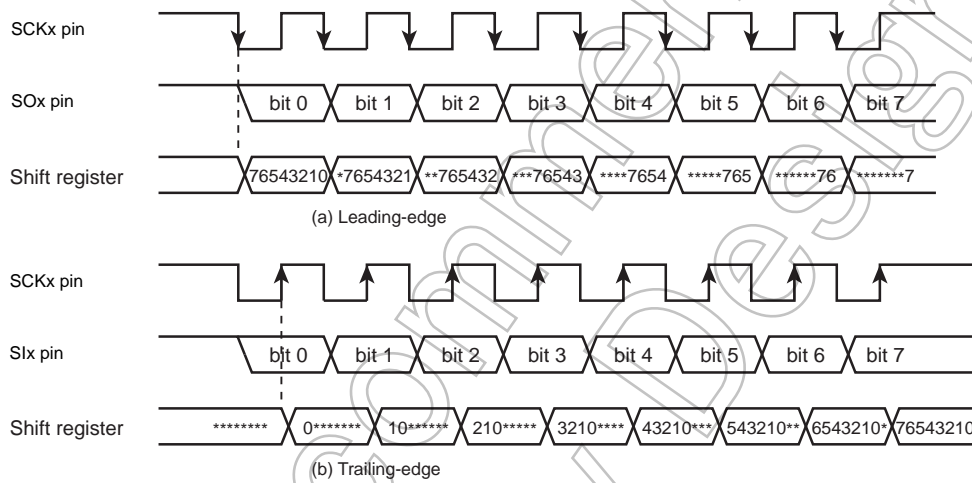 SCKx pin
SOx pin bit 0 bit 1 bit 2 bit 3 bit 4 bit 5 bit 6 bit 7
Shift register 76543210 *7654321 **765432 ***76543 ****7654 *****765 ******76 *******7
(a) Leading-edge
SCKx pin
SIx pin bit 0 bit 1 bit 2 bit 3 bit 4 bit 5 bit 6 bit 7
Shift register ******** 0******* 10****** 210***** 3210**** 43210*** 543210** 6543210* 76543210
(b) Trailing-edge